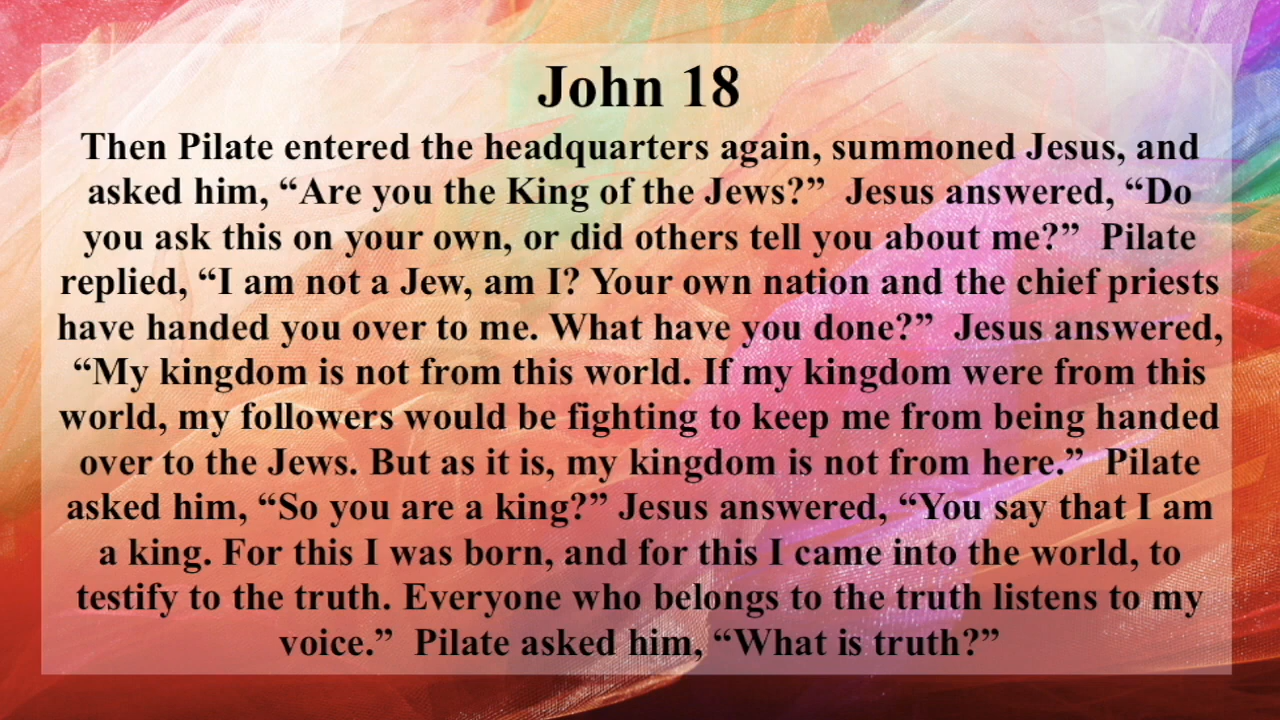 John 18
Then Pilate entered the headquarters again, summoned Jesus, and
asked him, “Are you the King of the Jews?”  Jesus answered, “Do
you ask this on your own, or did others tell you about me?”  Pilate
replied, “I am not a Jew, am I? Your own nation and the chief priests
have handed you over to me. What have you done?”  Jesus answered,
“My kingdom is not from this world. If my kingdom were from this
world, my followers would be fighting to keep me from being handed
over to the Jews. But as it is, my kingdom is not from here.”  Pilate
asked him, “So you are a king?” Jesus answered, “You say that I am
a king. For this I was born, and for this I came into the world, to
testify to the truth. Everyone who belongs to the truth listens to my
voice.”  Pilate asked him, “What is truth?”